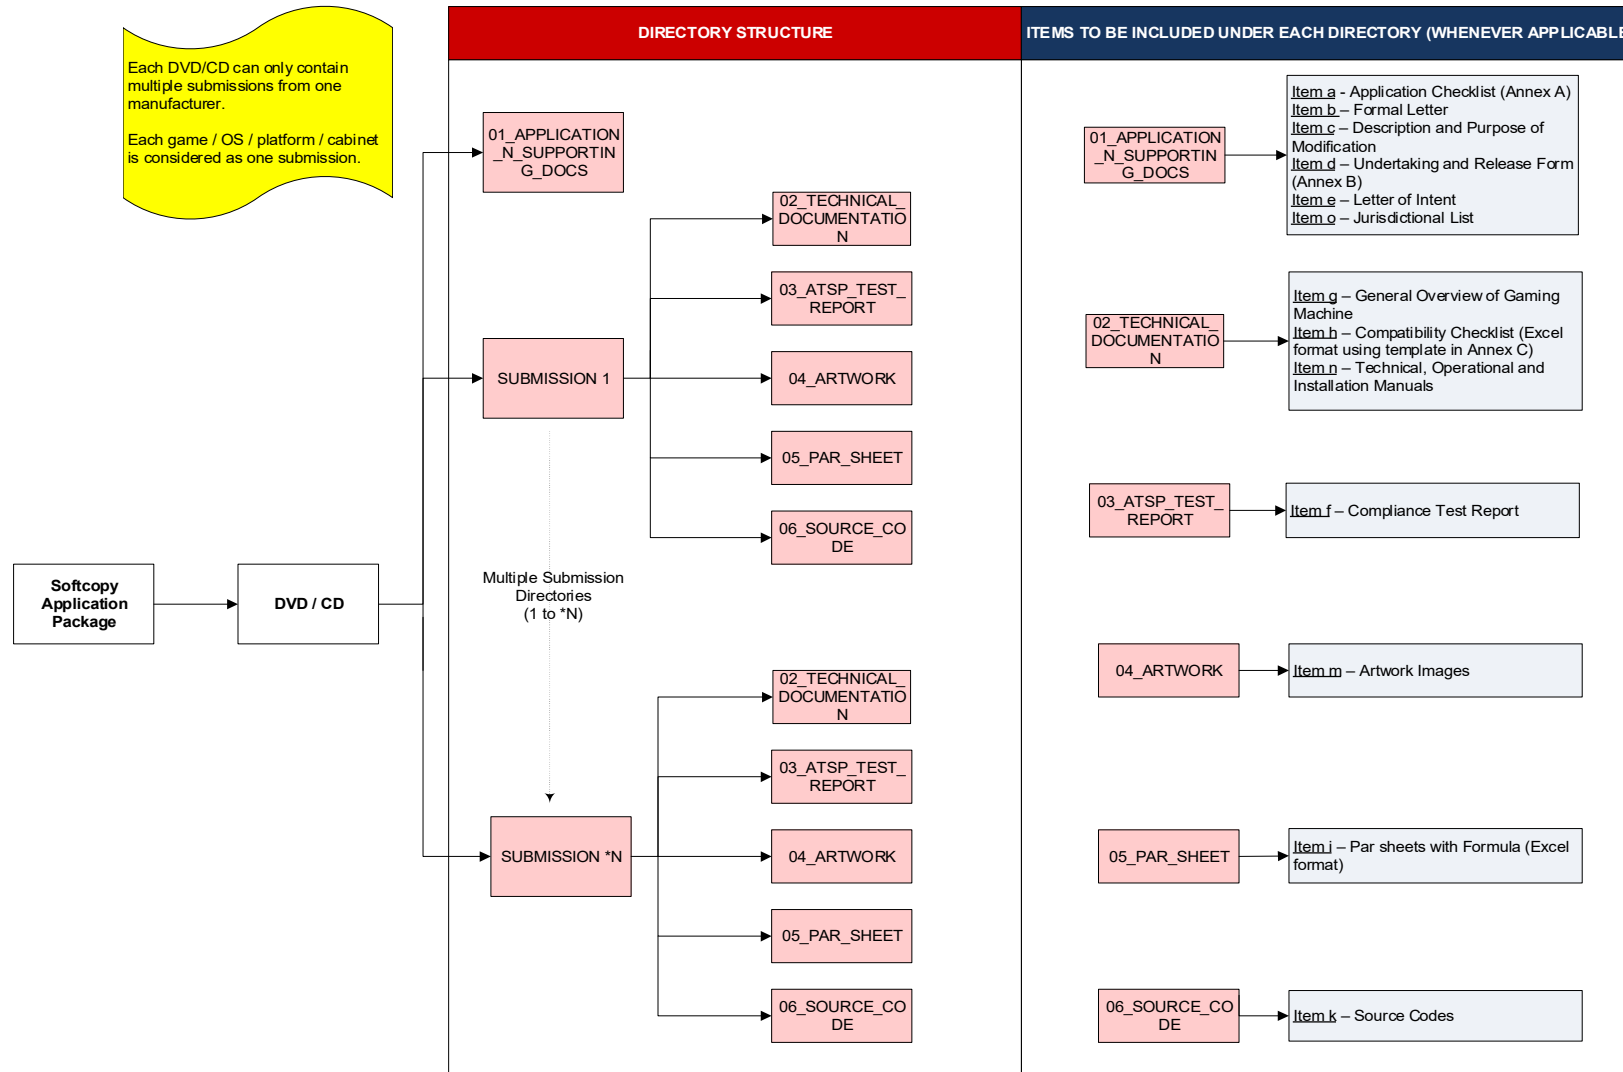 Each DVD/CD can only contain
multiple submissions from one
manufacturer.
Each game / OS / platform / cabinet
is considered as one submission.
DIRECTORY STRUCTURE
ITEMS TO BE INCLUDED UNDER EACH DIRECTORY (WHENEVER APPLICABLE
Softcopy
Application
Package
DVD / CD
01_APPLICATION
_N_SUPPORTIN
G_DOCS
SUBMISSION 1
02_TECHNICAL_
DOCUMENTATIO
N
03_ATSP_TEST_
REPORT
04_ARTWORK
05_PAR_SHEET
06_SOURCE_CO
DE
Multiple Submission
Directories
(1 to *N)
SUBMISSION *N
02_TECHNICAL_
DOCUMENTATIO
N
03_ATSP_TEST_
REPORT
04_ARTWORK
05_PAR_SHEET
06_SOURCE_CO
DE
01_APPLICATION
_N_SUPPORTIN
G_DOCS
Item a - Application Checklist (Annex A)
Item b – Formal Letter
Item c – Description and Purpose of
Modification
Item d – Undertaking and Release Form
(Annex B)
Item e – Letter of Intent
Item o – Jurisdictional List
02_TECHNICAL_
DOCUMENTATIO
N
Item g – General Overview of Gaming
Machine
Item h – Compatibility Checklist (Excel
format using template in Annex C)
Item n – Technical, Operational and
Installation Manuals
03_ATSP_TEST_
REPORT
Item f – Compliance Test Report
04_ARTWORK
Item m – Artwork Images
05_PAR_SHEET
Item i – Par sheets with Formula (Excel
format)
06_SOURCE_CO
DE
Item k – Source Codes